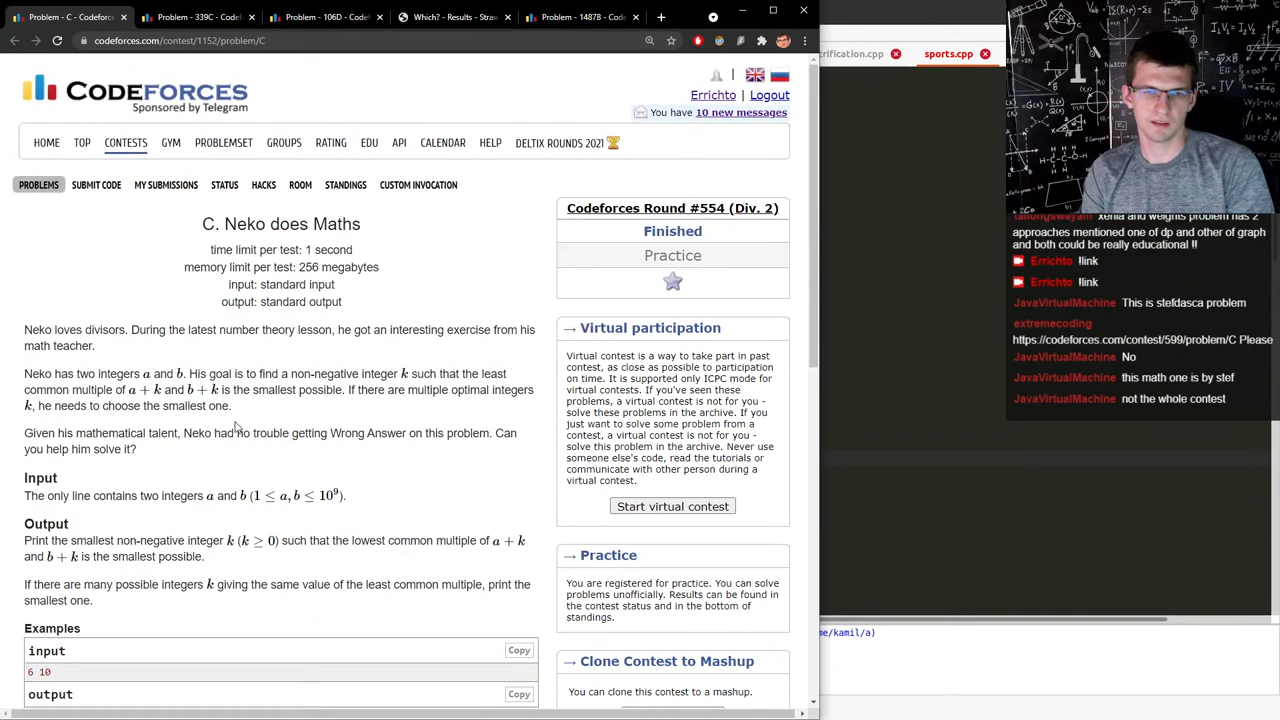 Problem - C - Codeforc
Problem - 339C - Codef
Problem - 106D - Codef
Which? - Results - Straw
Problem - 1487B - Code
codeforces.com/contest/1152/problem/C
rification.cpp
sports.cpp
CODEFORCES
Sponsored by Telegram
Errichto | Logout
You have 10 new messages
HOME TOP CONTESTS GYM PROBLEMSET GROUPS RATING EDU API CALENDAR HELP DELTIX ROUNDS 2021
PROBLEMS SUBMIT CODE MY SUBMISSIONS STATUS HACKS ROOM STANDINGS CUSTOM INVOCATION
C. Neko does Maths
time limit per test: 1 second
memory limit per test: 256 megabytes
input: standard input
output: standard output
Neko loves divisors. During the latest number theory lesson, he got an interesting exercise from his
math teacher.
Neko has two integers a and b. His goal is to find a non-negative integer k such that the least
common multiple of a + k and b + k is the smallest possible. If there are multiple optimal integers
k, he needs to choose the smallest one.
Given his mathematical talent, Neko had no trouble getting Wrong Answer on this problem. Can
you help him solve it?
Input
The only line contains two integers a and b (1 ≤ a, b ≤ 10⁹).
Output
Print the smallest non-negative integer k (k ≥ 0) such that the lowest common multiple of a + k
and b + k is the smallest possible.
If there are many possible integers k giving the same value of the least common multiple, print the
smallest one.
Examples
input
Copy
6 10
output
Copy
Codeforces Round #554 (Div. 2)
Finished
Practice
→ Virtual participation
Virtual contest is a way to take part in past
contest, as close as possible to participation
on time. It is supported only ICPC mode for
virtual contests. If you've seen these
problems, a virtual contest is not for you -
solve these problems in the archive. If you
just want to solve some problem from a
contest, a virtual contest is not for you -
solve this problem in the archive. Never use
someone else's code, read the tutorials or
communicate with other person during a
virtual contest.
Start virtual contest
→ Practice
You are registered for practice. You can solve
problems unofficially. Results can be found in
the contest status and in the bottom of
standings.
→ Clone Contest to Mashup
You can clone this contest to a mashup.
xenia and weights problem has 2
approaches mentioned one of dp and other of graph
and both could be really educational !!
Errichto !link
Errichto !link
JavaVirtualMachine This is stefdasca problem
extremecoding
https://codeforces.com/contest/599/problem/C Please
JavaVirtualMachine No
JavaVirtualMachine this math one is by stef
JavaVirtualMachine not the whole contest
me/kamil/a)